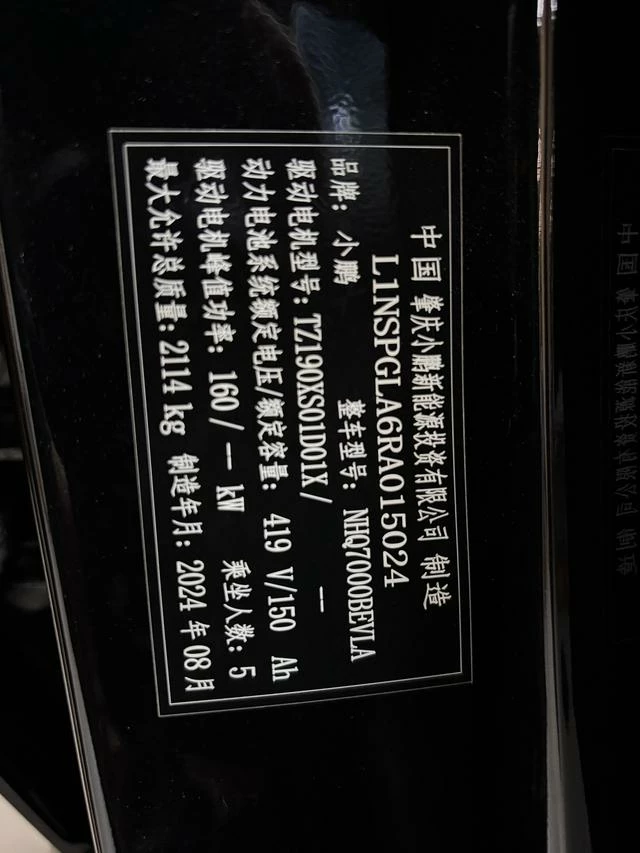 中国 肇庆小鹏新能源投资有限公司 制造
L1NSPGLA6RA015024
品牌: 小鹏 整车型号: NHQ7000BEVLA
驱动电机型号: TZ190XS01D01X/ --
动力电池系统额定电压/额定容量: 419 V/150 Ah
驱动电机峰值功率: 160/-- kW 乘坐人数: 5
最大允许总质量: 2114 kg 制造年月: 2024 年 08 月